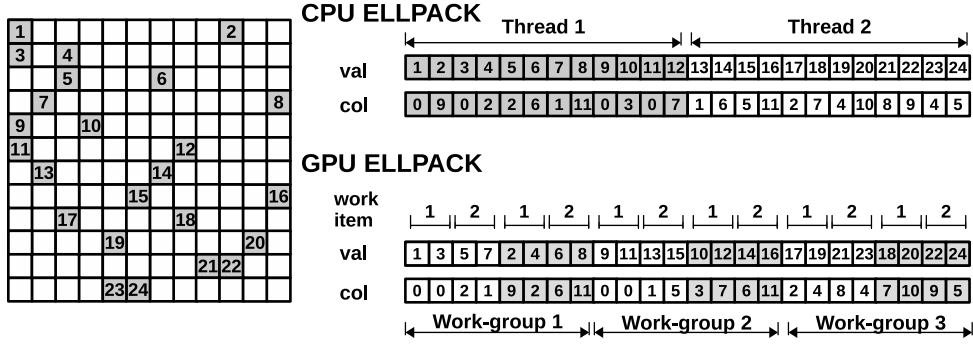 1 2
3 4
5 6
7 8
9 10
11 12
13 14
15 16
17 18
19 20
21 22
23 24
CPU ELLPACK
Thread 1 Thread 2
val 1 2 3 4 5 6 7 8 9 10 11 12 13 14 15 16 17 18 19 20 21 22 23 24
col 0 9 0 2 2 6 1 11 0 3 0 7 1 6 5 11 2 7 4 10 8 9 4 5
GPU ELLPACK
work
item 1 2 1 2 1 2 1 2 1 2 1 2
val 1 3 5 7 2 4 6 8 9 11 13 15 10 12 14 16 17 19 21 23 18 20 22 24
col 0 0 2 1 9 2 6 11 0 0 1 5 3 7 6 11 2 4 8 4 7 10 9 5
Work-group 1 Work-group 2 Work-group 3